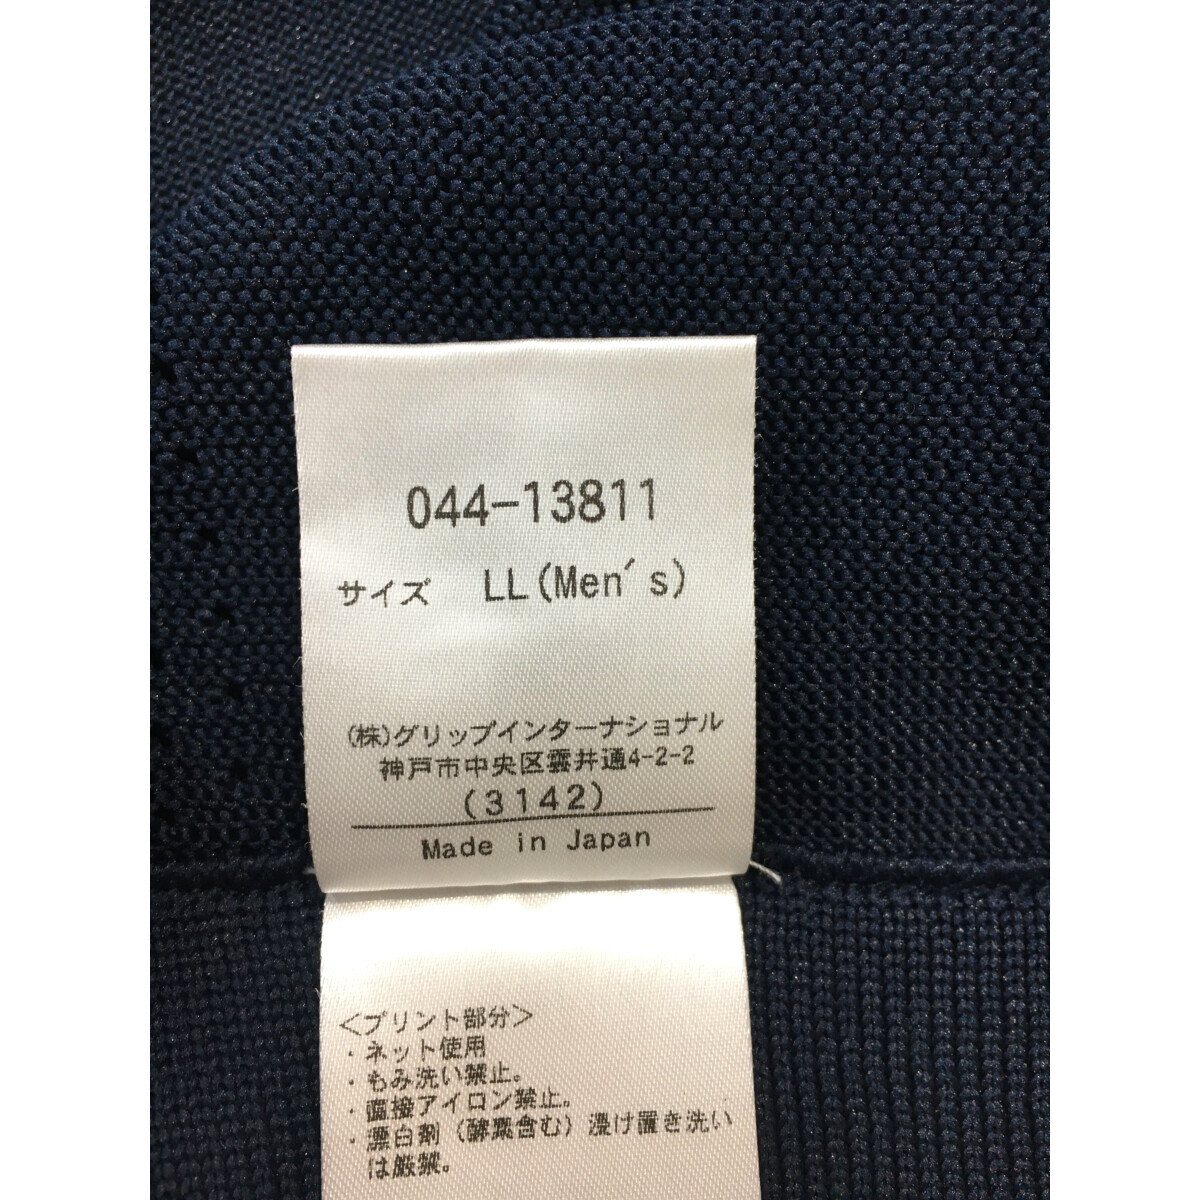 044-13811
サイズ LL(Men's)
(株)グリップインターナショナル
神戸市中央区雲井通4-2-2
(3142)
Made in Japan
<プリント部分>
・ネット使用
・もみ洗い禁止。
・直接アイロン禁止。
・漂白剤(酵素含む)浸け置き洗い
は厳禁。